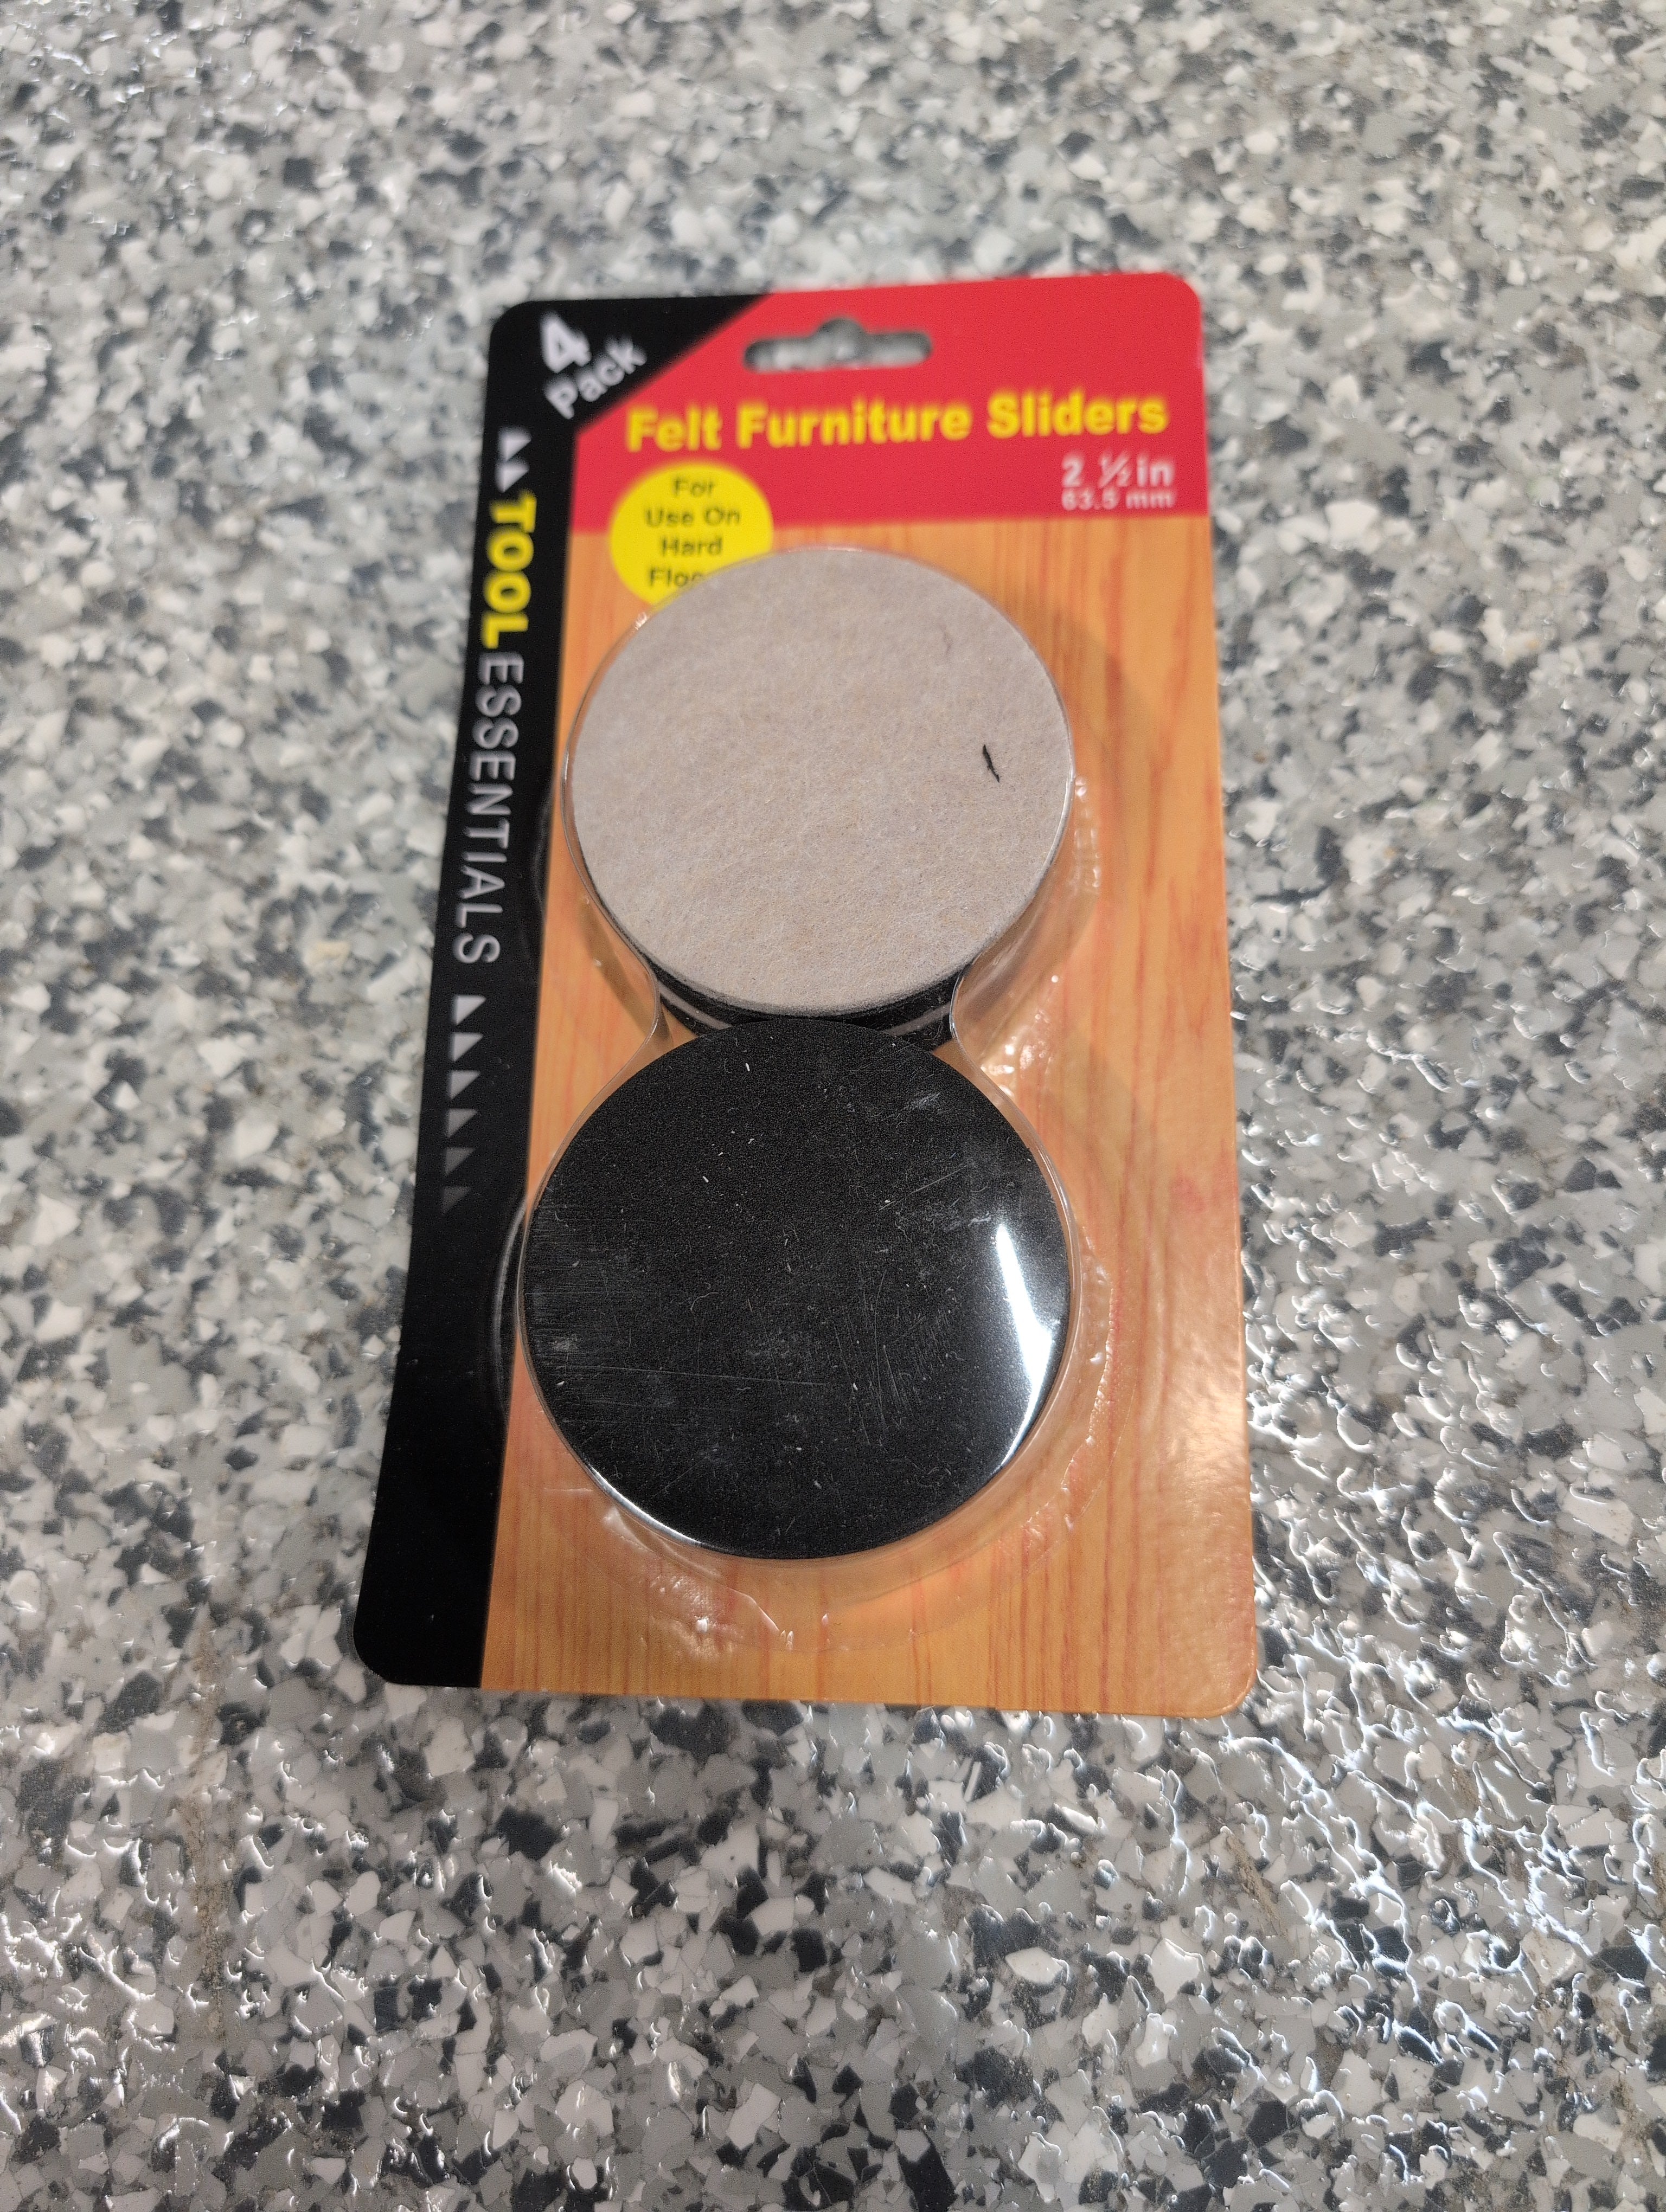 4
Pack
Felt Furniture Sliders
2 ½ in
63.5 mm
For
Use On
Hard
TOOL ESSENTIALS